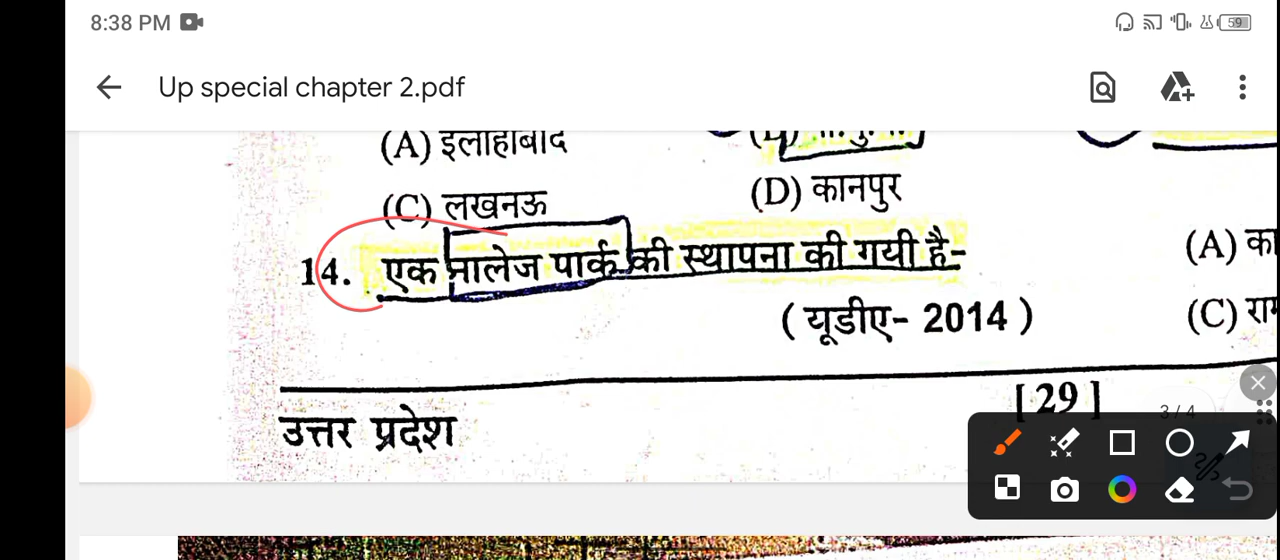 8:38 PM
59
Up special chapter 2.pdf
(A) इलाहाबाद
(C) लखनऊ
(D) कानपुर
14. एक नालेज पार्क की स्थापना की गयी है-
(यूडीए- 2014 )
(A)
(C)
उत्तर प्रदेश
[ 29 ]
3 / 4